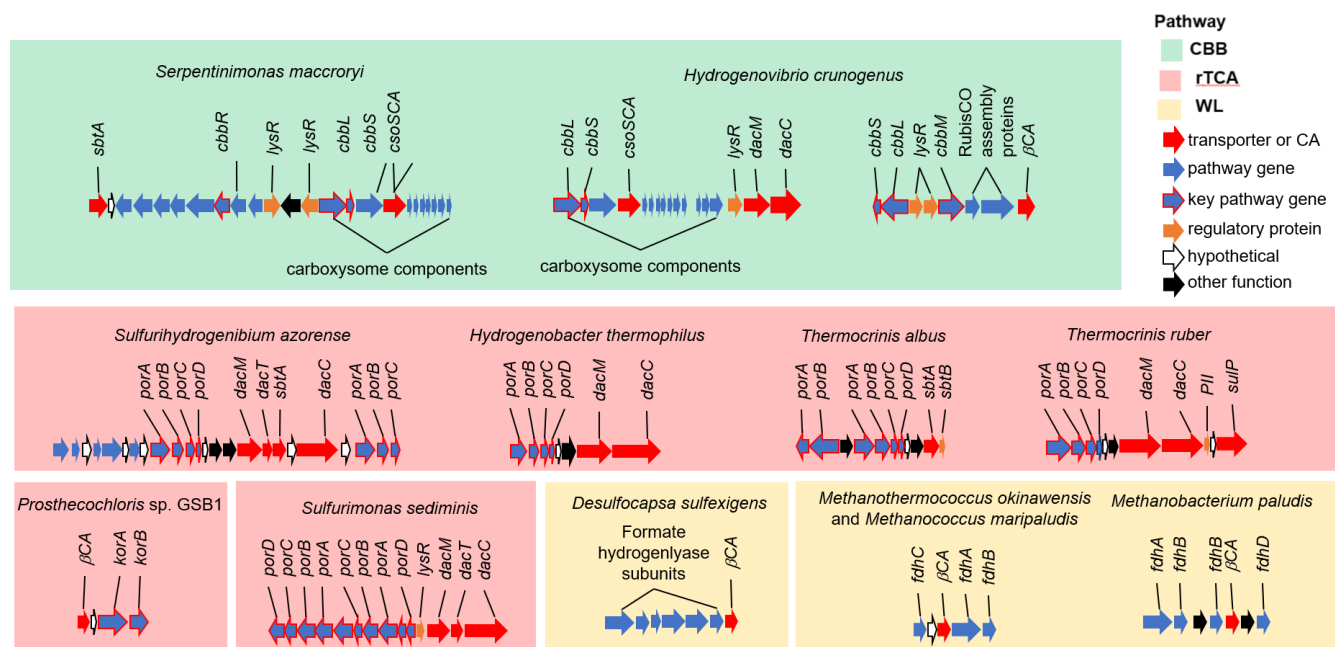 Pathway
CBB
rTCA
WL
transporter or CA
pathway gene
key pathway gene
regulatory protein
hypothetical
other function
Serpentinimonas maccroryi
sbtA
cbbR
lysR
lysR
cbbL
cbbS
csoSCA
carboxysome components
Hydrogenovibrio crunogenus
cbbL
cbbS
csoSCA
lysR
dacM
dacC
carboxysome components
cbbS
cbbL
lysR
cbbM
RubisCO
assembly
proteins
βCA
Sulfurihydrogenibium azorense
porA
porB
porC
porD
dacM
dacT
sbtA
dacC
porA
porB
porC
Hydrogenobacter thermophilus
porA
porB
porC
porD
dacM
dacC
Thermocrinis albus
porA
porB
porA
porB
porC
porD
sbtA
sbtB
Thermocrinis ruber
porA
porB
porC
porD
dacM
dacC
PII
sulP
Prosthecochloris sp. GSB1
βCA
korA
korB
Sulfurimonas sediminis
porD
porC
porB
porA
porC
porB
porA
porD
lysR
dacM
dacT
dacC
Desulfocapsa sulfexigens
Formate
hydrogenlyase
subunits
βCA
Methanothermococcus okinawensis
and Methanococcus maripaludis
fdhC
βCA
fdhA
fdhB
Methanobacterium paludis
fdhA
fdhB
fdhB
βCA
fdhD